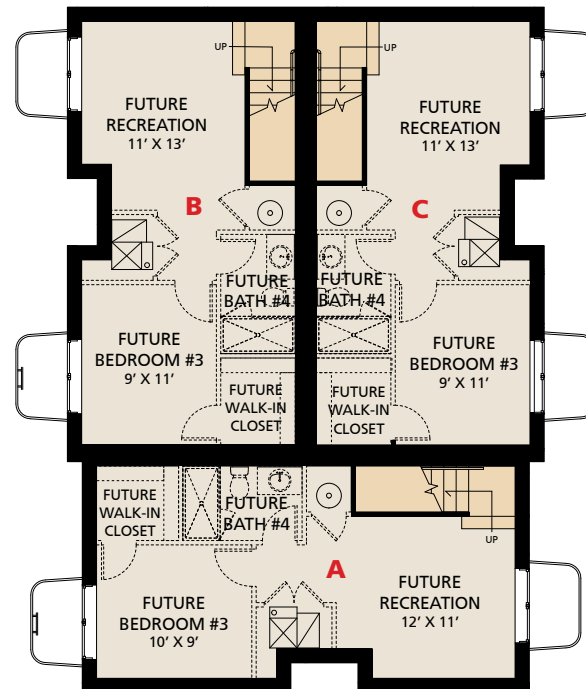 UP
UP
FUTURE
RECREATION
11’ X 13’
FUTURE
RECREATION
11’ X 13’
B
C
FUTURE
BATH #4
FUTURE
BATH #4
FUTURE
BEDROOM #3
9’ X 11’
FUTURE
BEDROOM #3
9’ X 11’
FUTURE
WALK-IN
CLOSET
FUTURE
WALK-IN
CLOSET
FUTURE
WALK-IN
CLOSET
FUTURE
BATH #4
UP
A
FUTURE
BEDROOM #3
10’ X 9’
FUTURE
RECREATION
12’ X 11’